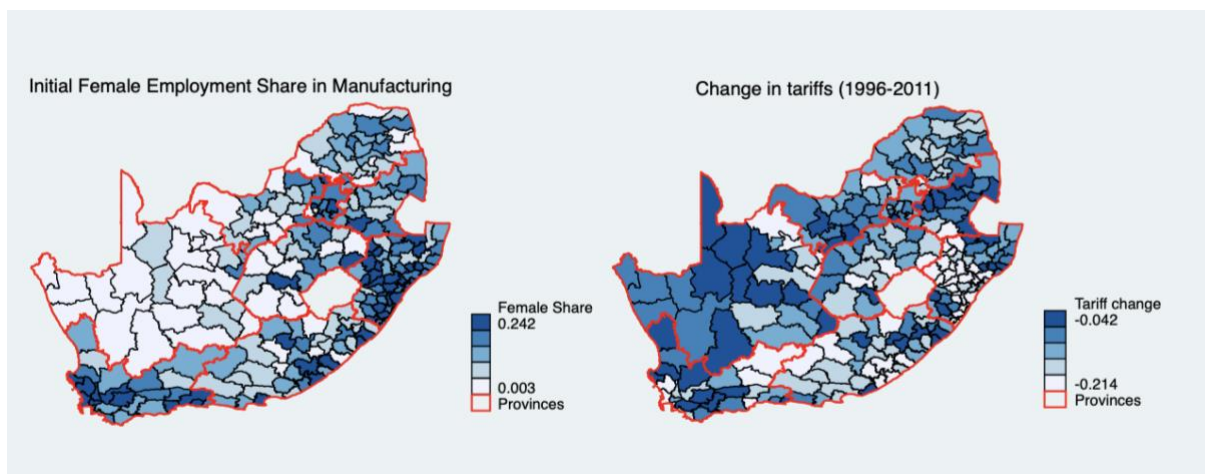 Initial Female Employment Share in Manufacturing
Female Share
0.242
0.003
Provinces
Change in tariffs (1996-2011)
Tariff change
-0.042
-0.214
Provinces